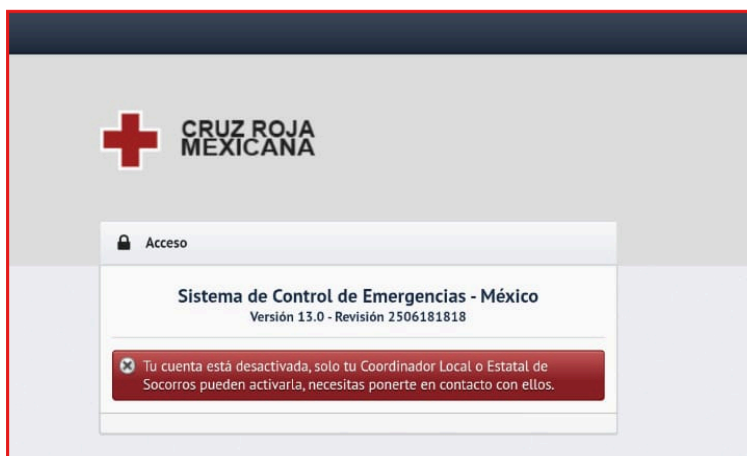 CRUZ ROJA
MEXICANA
Acceso
Sistema de Control de Emergencias - México
Versión 13.0 - Revisión 2506181818
Tu cuenta está desactivada, solo tu Coordinador Local o Estatal de
Socorros pueden activarla, necesitas ponerte en contacto con ellos.